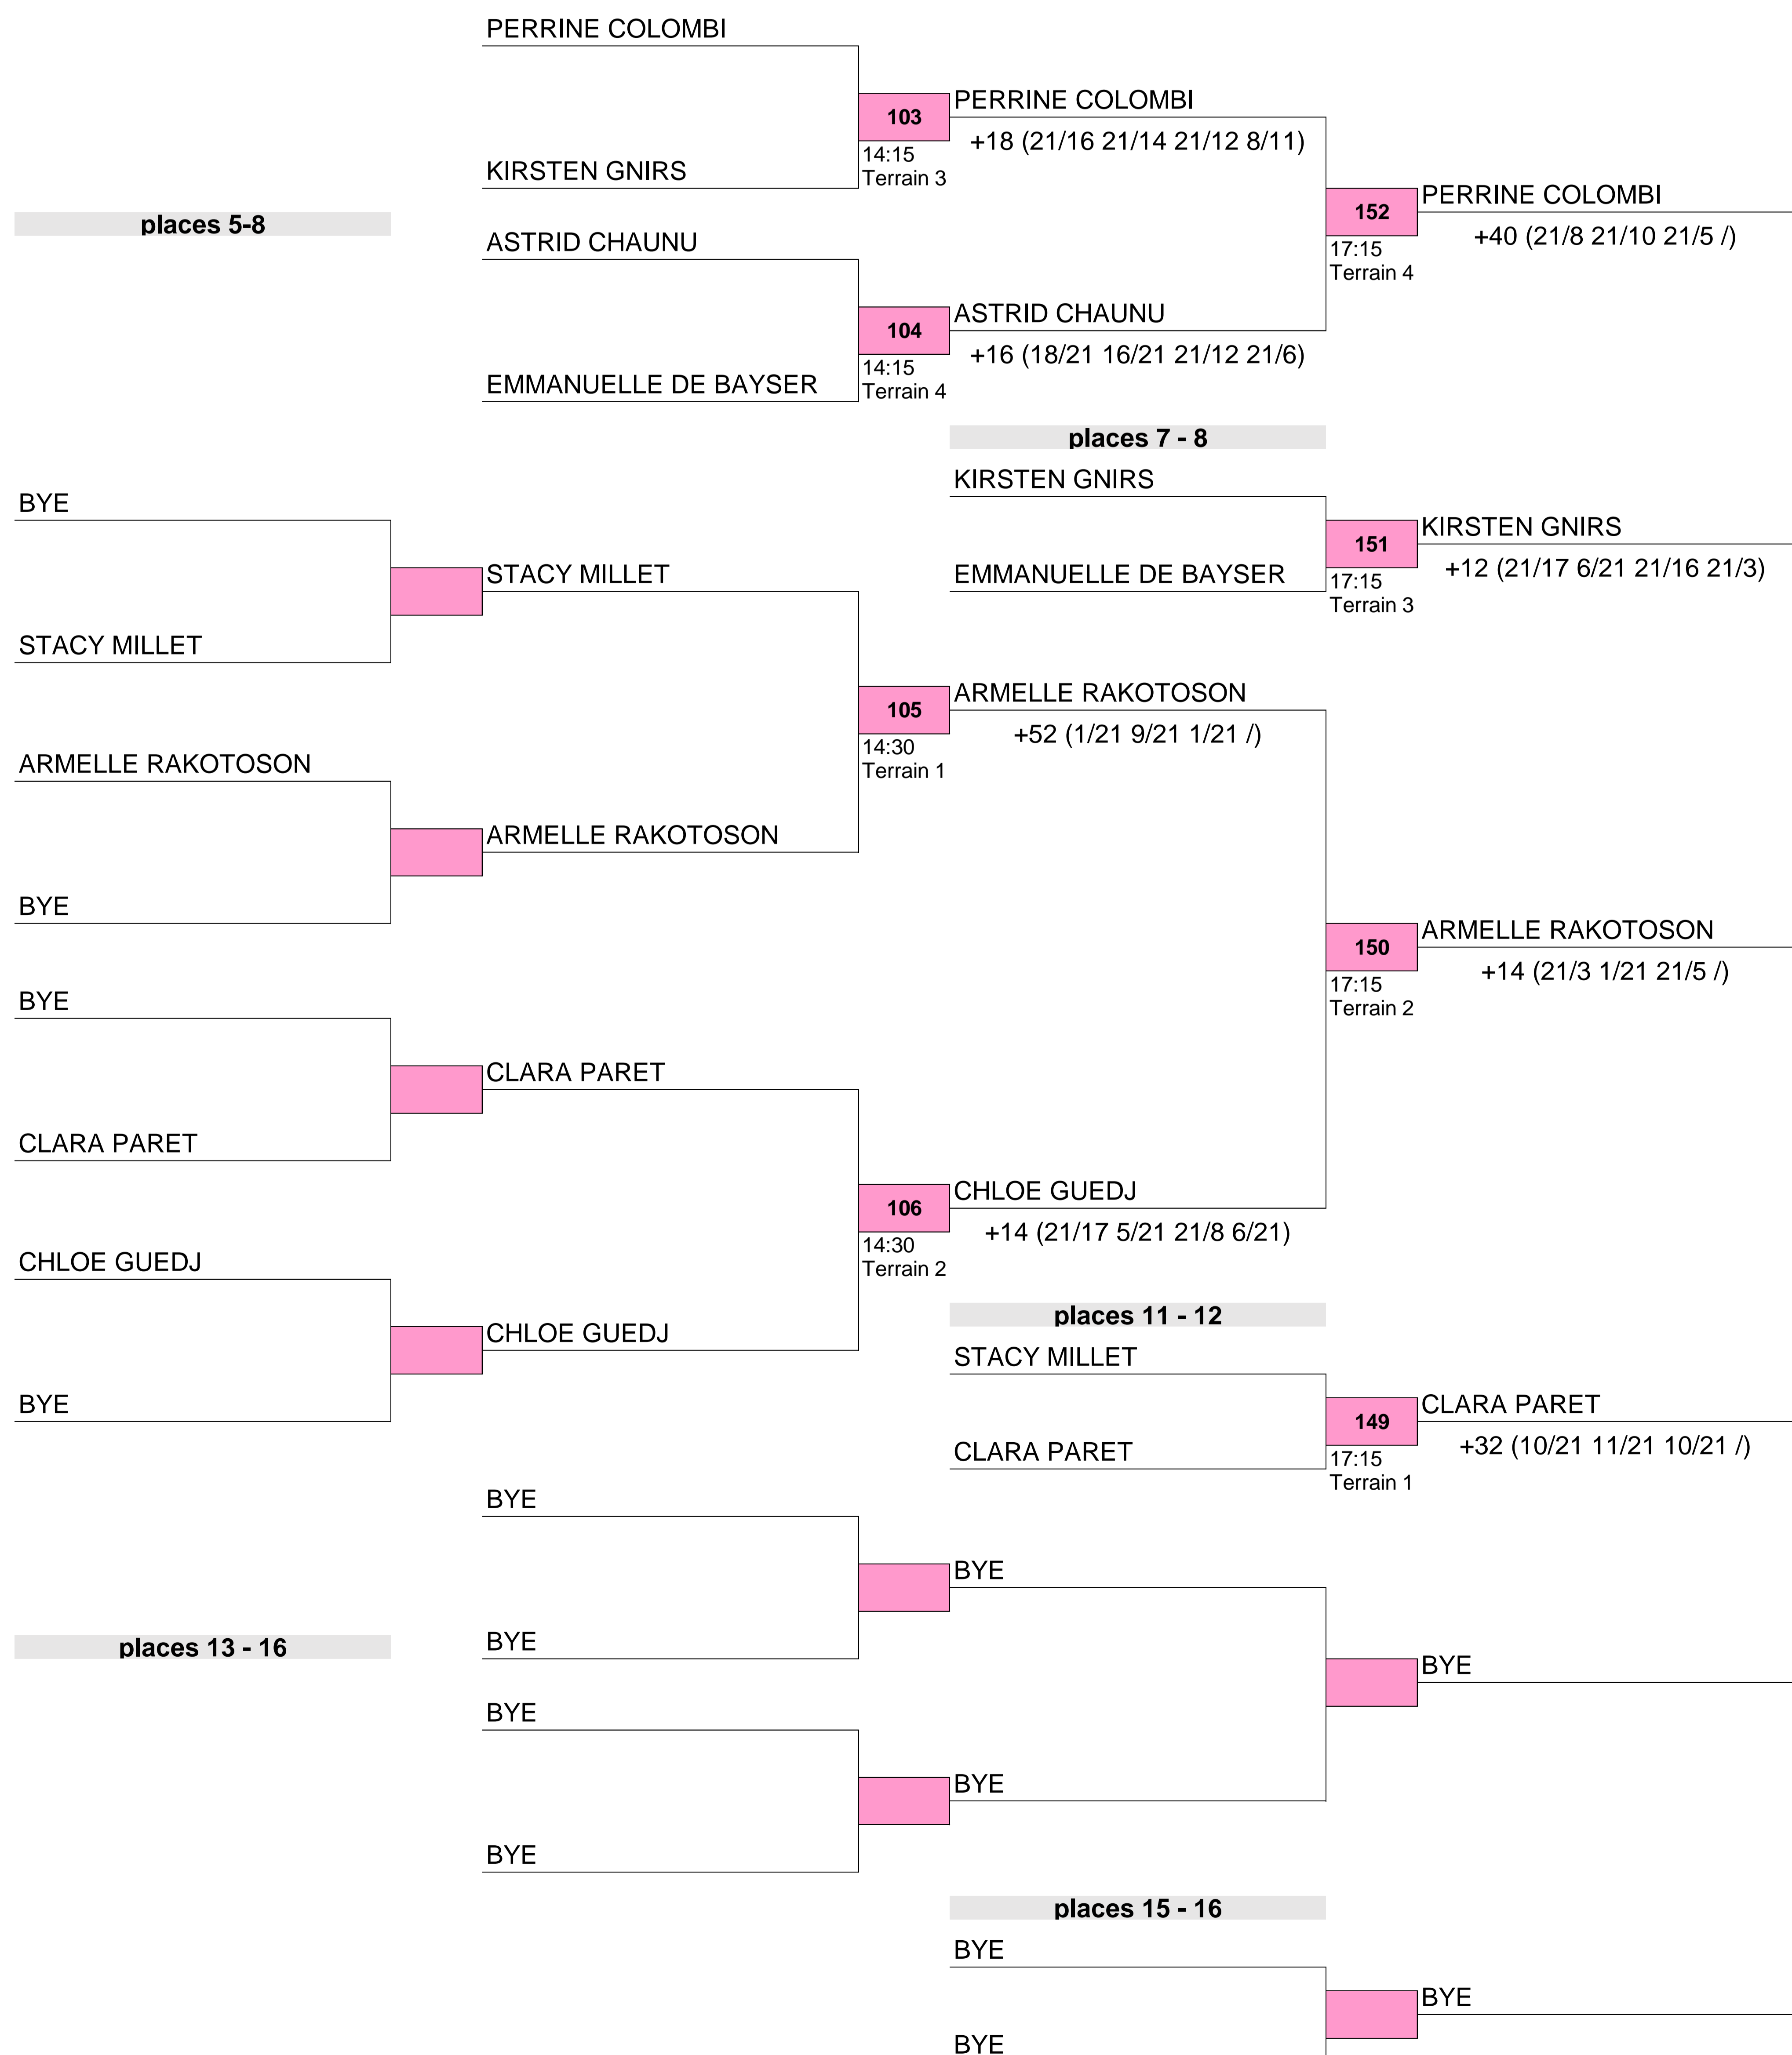 PERRINE COLOMBI
103
PERRINE COLOMBI
+18 (21/16 21/14 21/12 8/11)
14:15
Terrain 3
KIRSTEN GNIRS
152
PERRINE COLOMBI
+40 (21/8 21/10 21/5 /)
17:15
Terrain 4
places 5-8
ASTRID CHAUNU
104
ASTRID CHAUNU
+16 (18/21 16/21 21/12 21/6)
14:15
Terrain 4
EMMANUELLE DE BAYSER
places 7 - 8
KIRSTEN GNIRS
151
KIRSTEN GNIRS
+12 (21/17 6/21 21/16 21/3)
17:15
Terrain 3
EMMANUELLE DE BAYSER
BYE
STACY MILLET
STACY MILLET
105
ARMELLE RAKOTOSON
+52 (1/21 9/21 1/21 /)
14:30
Terrain 1
ARMELLE RAKOTOSON
ARMELLE RAKOTOSON
BYE
150
ARMELLE RAKOTOSON
+14 (21/3 1/21 21/5 /)
17:15
Terrain 2
BYE
CLARA PARET
CLARA PARET
106
CHLOE GUEDJ
+14 (21/17 5/21 21/8 6/21)
14:30
Terrain 2
CHLOE GUEDJ
CHLOE GUEDJ
BYE
places 11 - 12
STACY MILLET
149
CLARA PARET
+32 (10/21 11/21 10/21 /)
17:15
Terrain 1
CLARA PARET
BYE
BYE
BYE
places 13 - 16
BYE
BYE
BYE
BYE
places 15 - 16
BYE
BYE
BYE